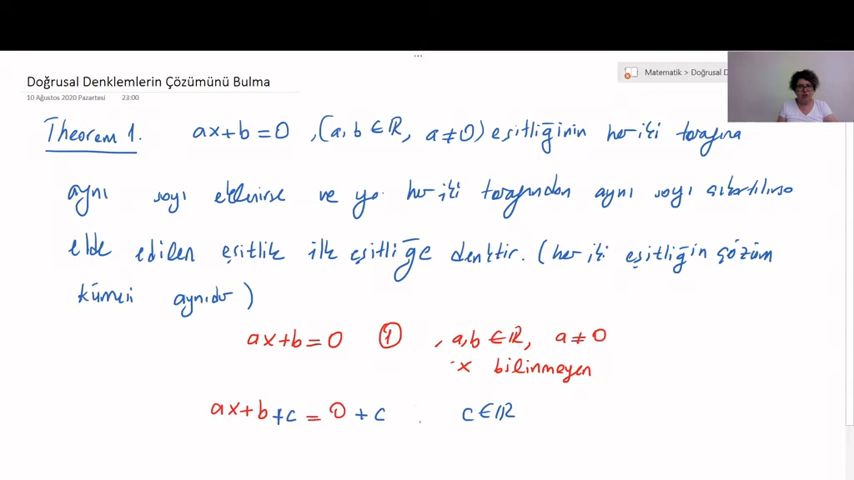 Doğrusal Denklemlerin Çözümünü Bulma
10 Ağustos 2020 Pazartesi 23:00
Matematik > Doğrusal D
Theorem 1. ax+b=0 ,(a,b∈ℝ, a≠0) eşitliğinin her iki tarafına
aynı sayı eklenirse ve ya her iki tarafından aynı sayı çıkartılırsa
elde edilen eşitlik ilk eşitliğe denktir. (her iki eşitliğin çözüm
kümesi aynıdır)
ax+b=0 ① , a,b∈ℝ, a≠0
x bilinmeyen
ax+b+c=0+c c∈ℝ